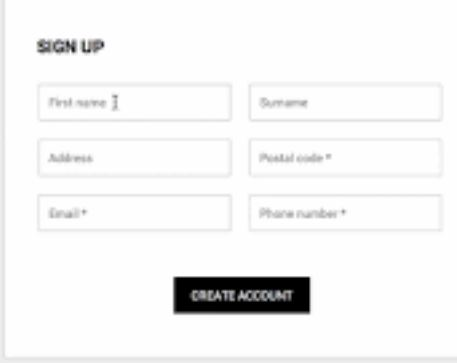 SIGN UP
First name
Surname
Address
Postal code *
Email *
Phone number *
CREATE ACCOUNT